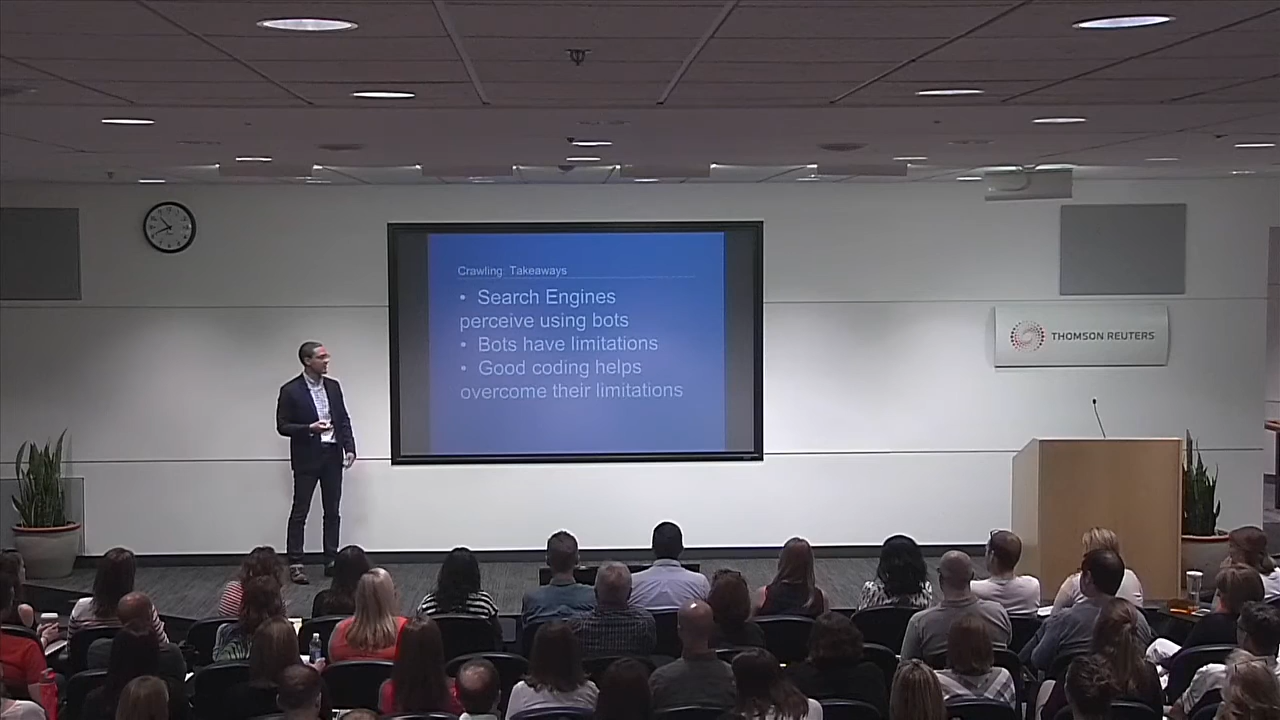 Crawling: Takeaways
• Search Engines
perceive using bots
• Bots have limitations
• Good coding helps
overcome their limitations
THOMSON REUTERS